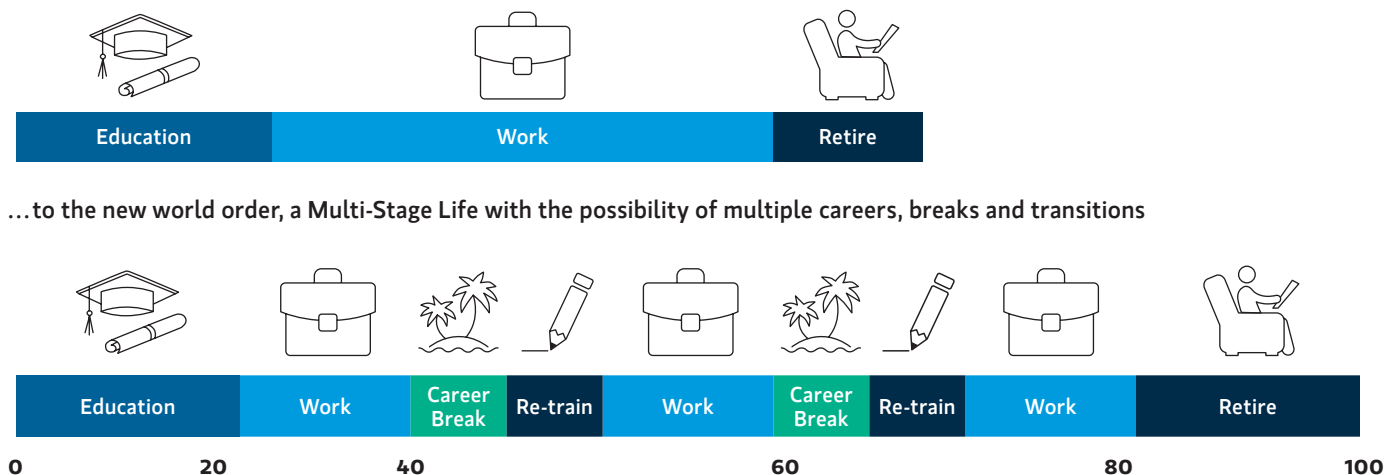 Education Work Retire
...to the new world order, a Multi-Stage Life with the possibility of multiple careers, breaks and transitions
Education Work Career Break Re-train Work Career Break Re-train Work Retire
0 20 40 60 80 100